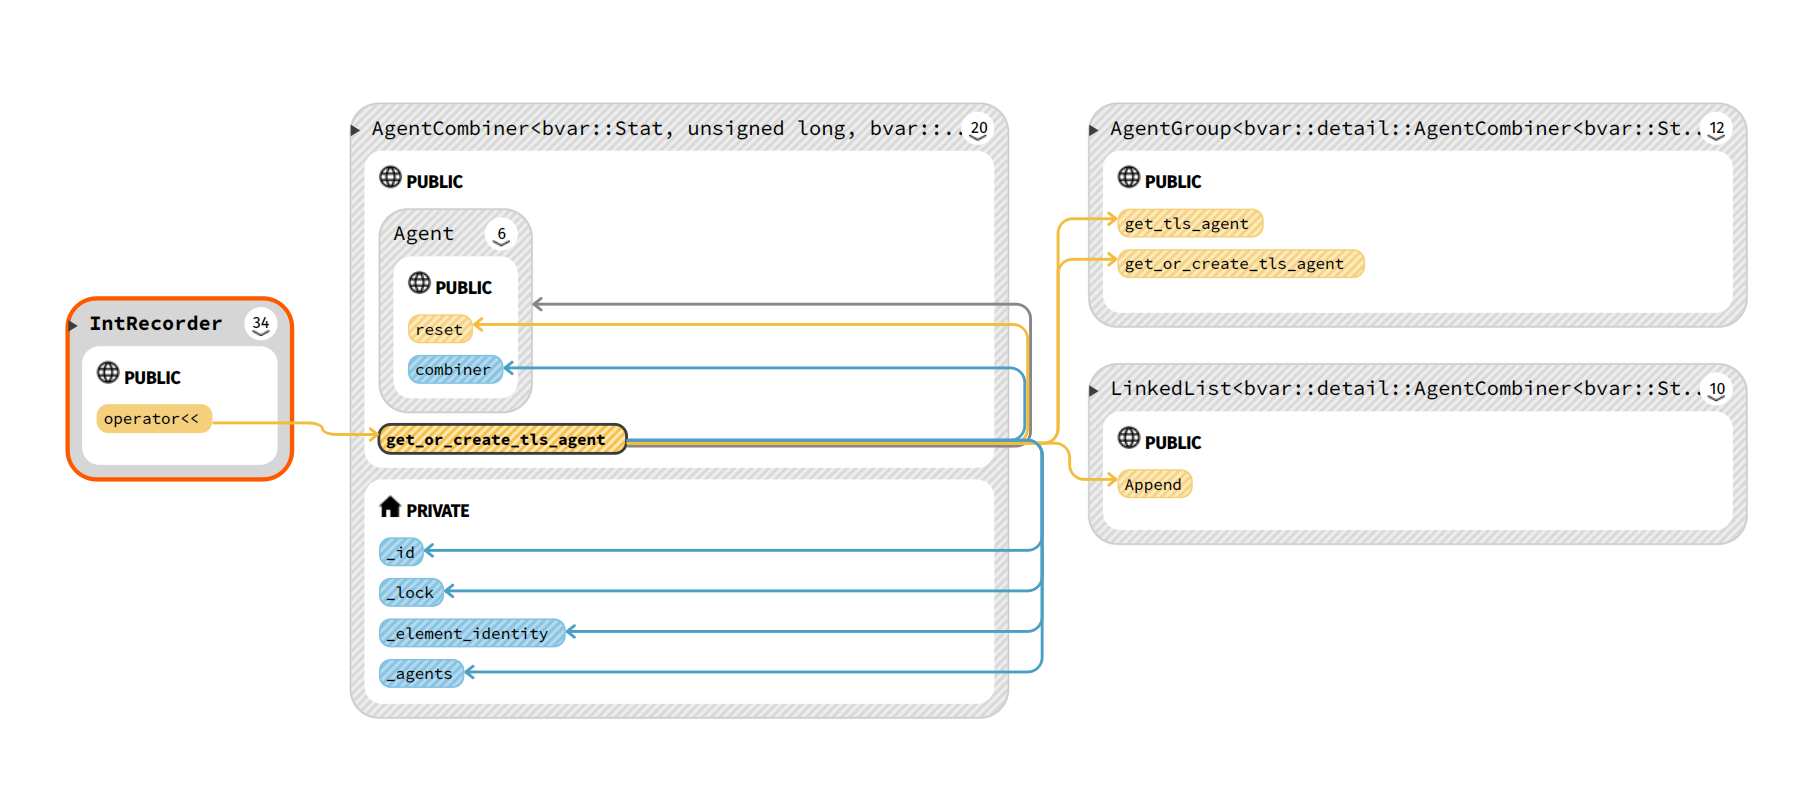 IntRecorder 34
PUBLIC
operator<<
AgentCombiner<bvar::Stat, unsigned long, bvar::.. 20
PUBLIC
Agent 6
PUBLIC
reset
combiner
get_or_create_tls_agent
PRIVATE
_id
_lock
_element_identity
_agents
AgentGroup<bvar::detail::AgentCombiner<bvar::St.. 12
PUBLIC
get_tls_agent
get_or_create_tls_agent
LinkedList<bvar::detail::AgentCombiner<bvar::St.. 10
PUBLIC
Append